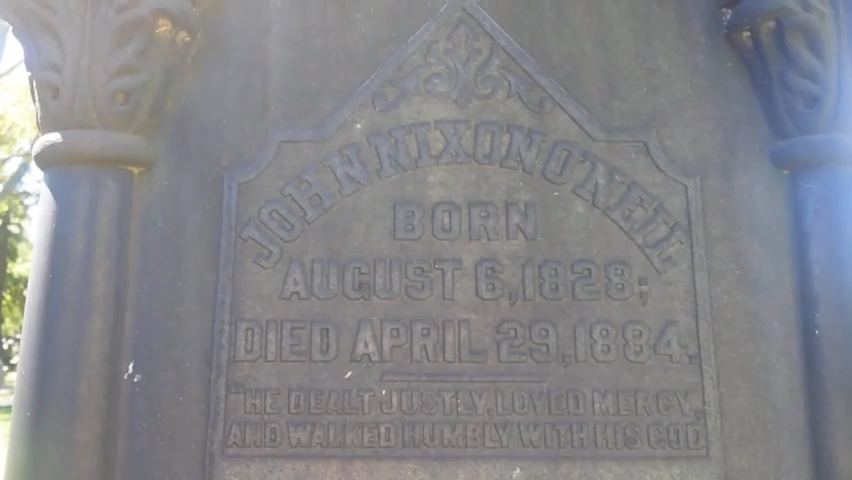 JOHN NIXON O'NEIL
BORN
AUGUST 6, 1828;
DIED APRIL 29, 1884.
"HE DEALT JUSTLY, LOVED MERCY,
AND WALKED HUMBLY WITH HIS GOD